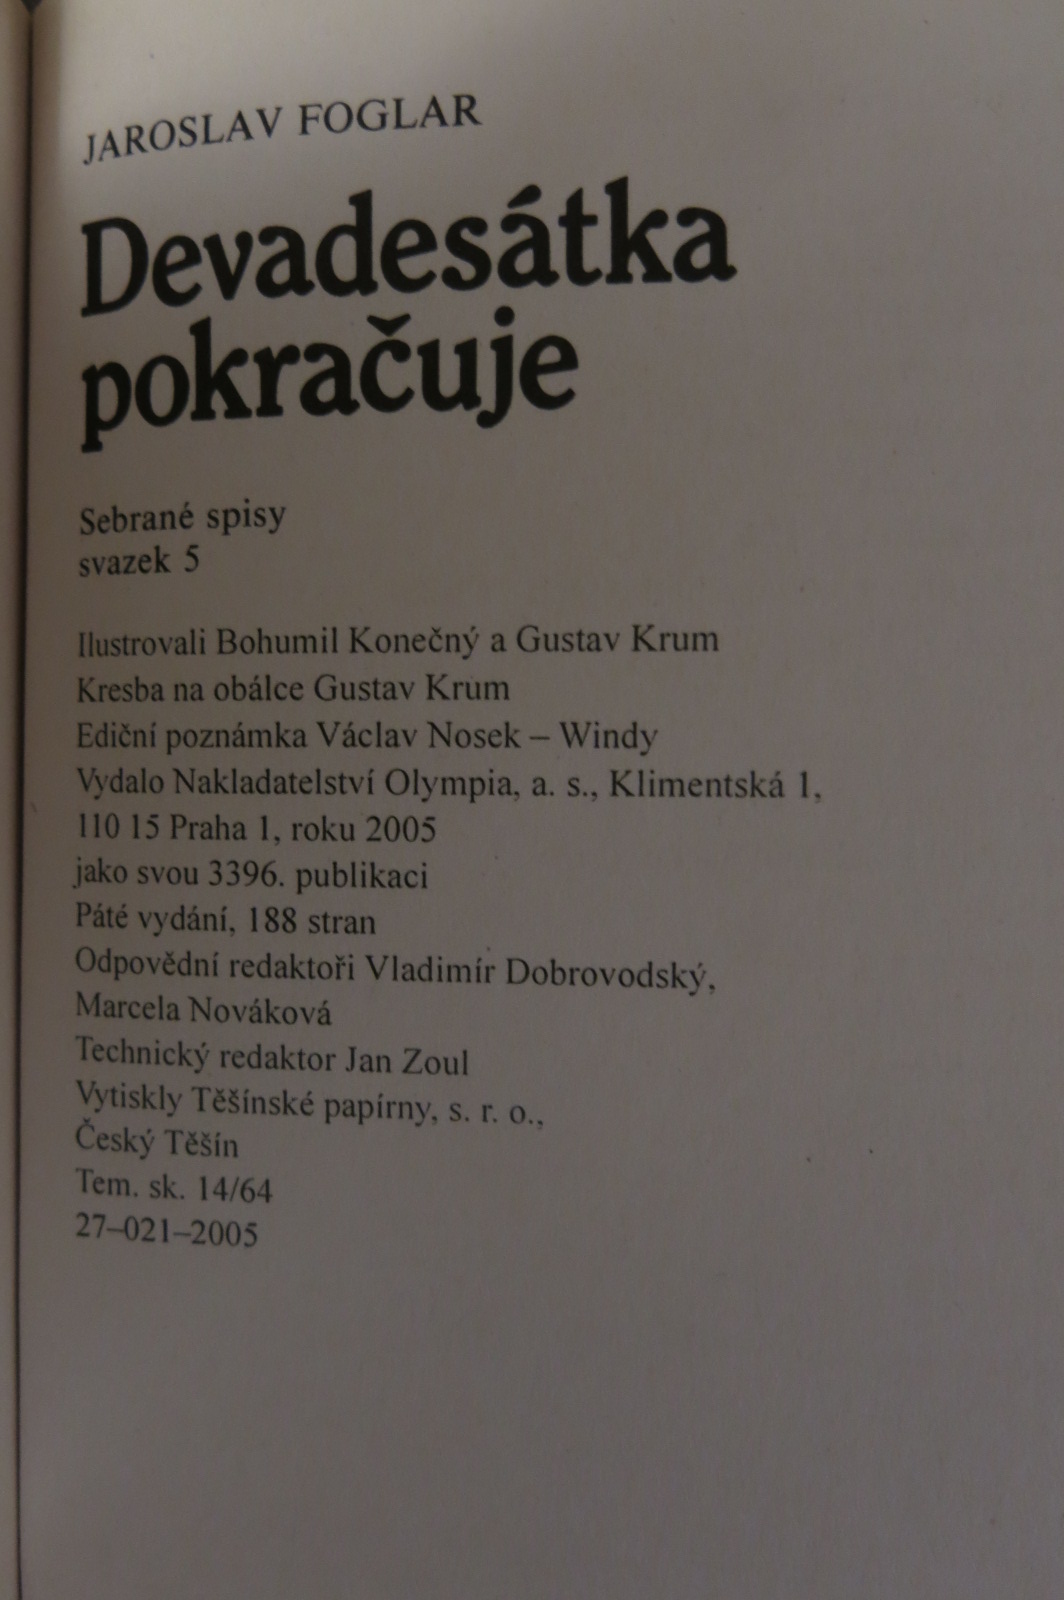 JAROSLAV FOGLAR
Devadesátka
pokračuje
Sebrané spisy
svazek 5
Ilustrovali Bohumil Konečný a Gustav Krum
Kresba na obálce Gustav Krum
Ediční poznámka Václav Nosek – Windy
Vydalo Nakladatelství Olympia, a. s., Klimentská 1,
110 15 Praha 1, roku 2005
jako svou 3396. publikaci
Páté vydání, 188 stran
Odpovědní redaktoři Vladimír Dobrovodský,
Marcela Nováková
Technický redaktor Jan Zoul
Vytiskly Těšínské papírny, s. r. o.,
Český Těšín
Tem. sk. 14/64
27–021–2005